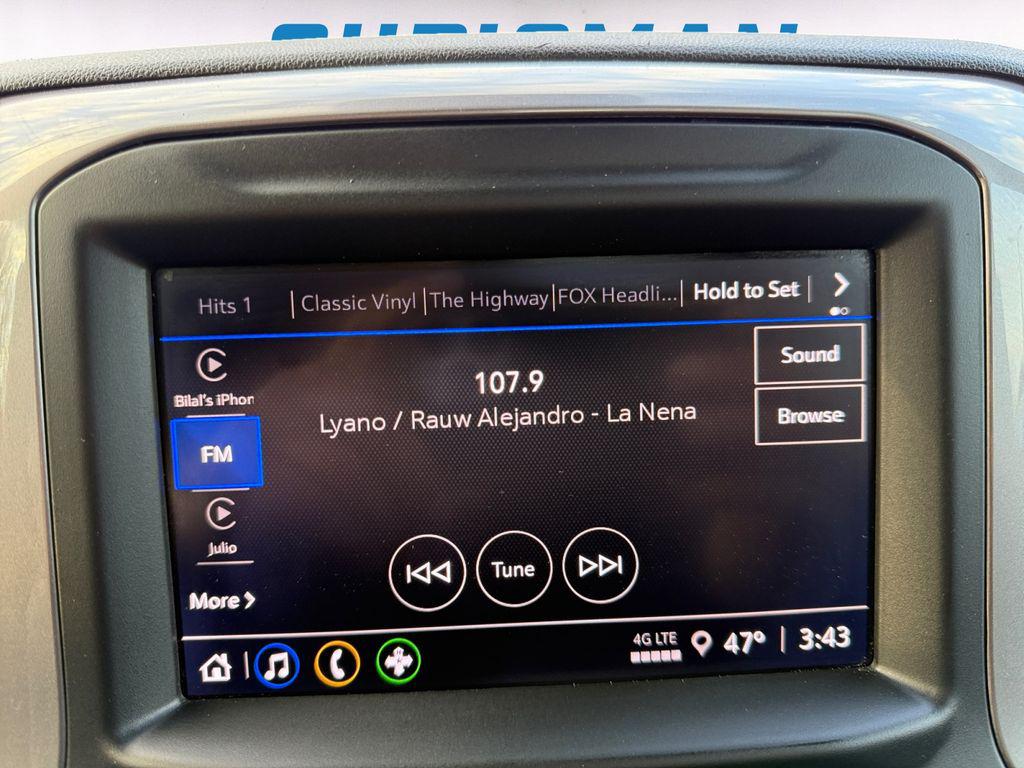 Hits 1 | Classic Vinyl | The Highway | FOX Headli... | Hold to Set |
Bilal's iPhon
Sound
107.9
Lyano / Rauw Alejandro - La Nena
Browse
FM
Julio
Tune
More
4G LTE 47° | 3:43